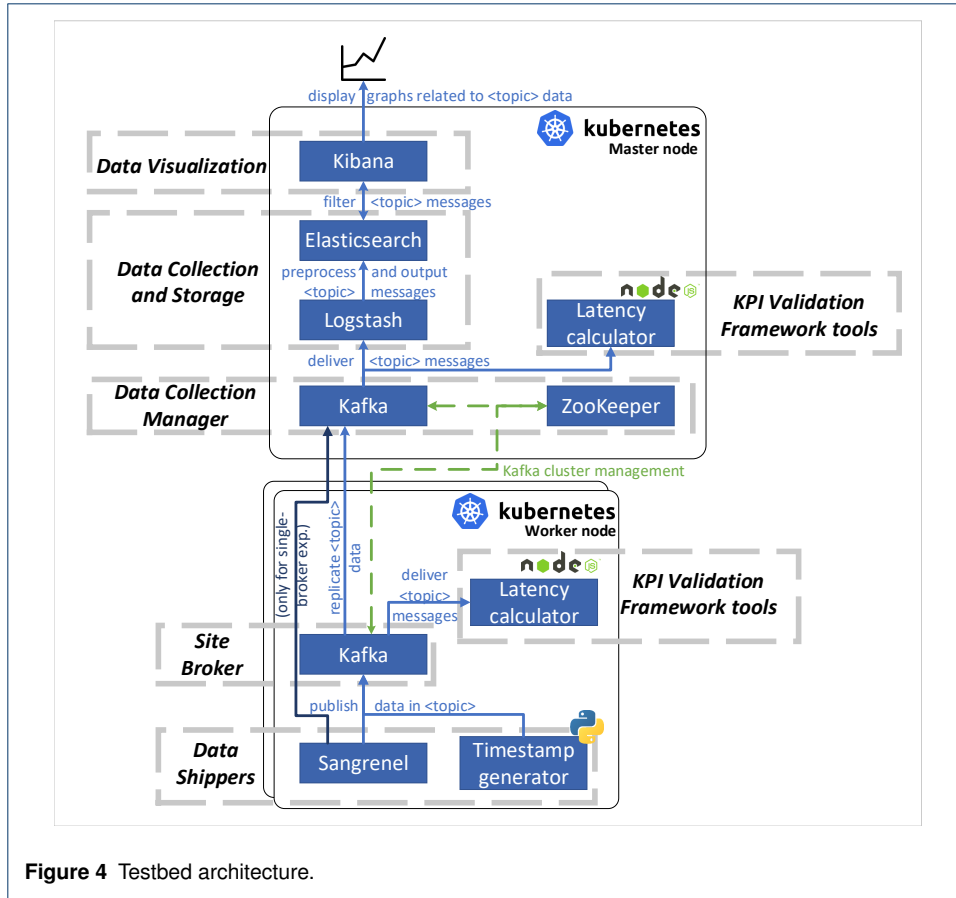 display graphs related to <topic> data
kubernetes
Master node
Data Visualization
Kibana
filter <topic> messages
Elasticsearch
Data Collection
and Storage
preprocess and output
<topic> messages
Logstash
node
JS
Latency
calculator
KPI Validation
Framework tools
deliver <topic> messages
Data Collection
Manager
Kafka
ZooKeeper
Kafka cluster management
kubernetes
Worker node
(only for single-
broker exp.)
replicate <topic>
data
node
JS
deliver
<topic>
messages
Latency
calculator
KPI Validation
Framework tools
Site
Broker
Kafka
publish data in <topic>
Data
Shippers
Sangrenel
Timestamp
generator
Figure 4 Testbed architecture.